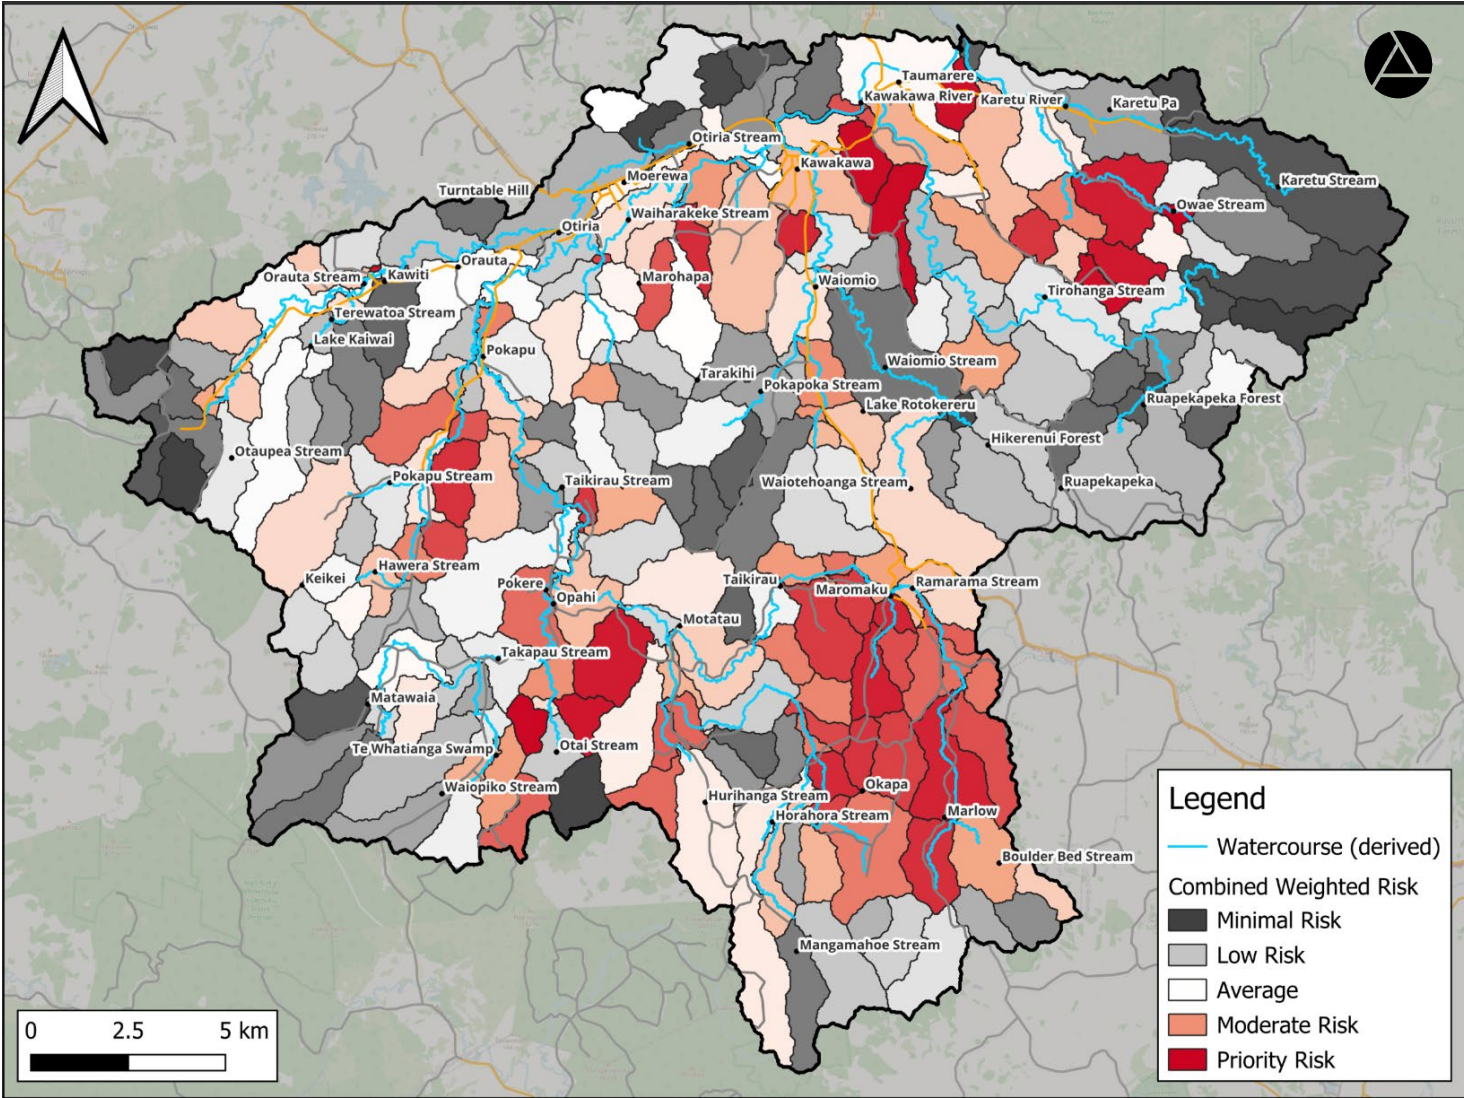 Taumarere
Kawakawa River
Karetu River
Karetu Pa
Otiria Stream
Kawakawa
Moerewa
Karetu Stream
Turntable Hill
Waiharakeke Stream
Owae Stream
Otiria
Orauta
Orauta Stream
Kawiti
Marohapa
Waiomio
Tirohanga Stream
Terewatoa Stream
Lake Kaiwai
Pokapu
Waiomio Stream
Tarakihi
Pokapoka Stream
Lake Rotokereru
Ruapekapeka Forest
Hikerenui Forest
Otaupea Stream
Pokapu Stream
Taikirau Stream
Waiotehoanga Stream
Ruapekapeka
Hawera Stream
Keikei
Pokere
Opahi
Taikirau
Maromaku
Ramarama Stream
Motatau
Takapau Stream
Matawaia
Te Whatianga Swamp
Otai Stream
Waiopiko Stream
Hurihanga Stream
Okapa
Horahora Stream
Marlow
Boulder Bed Stream
Mangamahoe Stream
0 2.5 5 km
Legend
Watercourse (derived)
Combined Weighted Risk
Minimal Risk
Low Risk
Average
Moderate Risk
Priority Risk